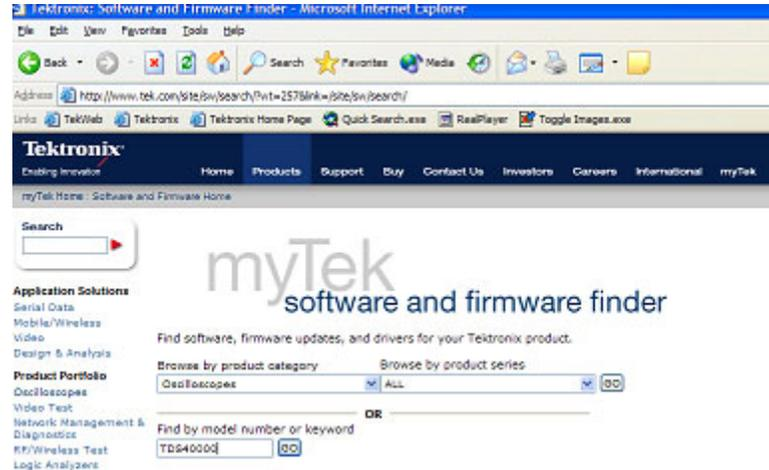 Tektronix: Software and Firmware Finder - Microsoft Internet Explorer
File Edit View Favorites Tools Help
Back Search Favorites Media
Address http://www.tek.com/site/sw/search/?wt=257&link=/site/sw/search/
Links TekWeb Tektronix Tektronix Home Page Quick Search.exe RealPlayer Toggle Images.exe
Tektronix
Enabling Innovation
Home Products Support Buy Contact Us Investors Careers International myTek
myTek Home : Software and Firmware Home
Search
myTek
software and firmware finder
Application Solutions
Serial Data
Mobile/Wireless
Video
Design & Analysis
Product Portfolio
Oscilloscopes
Video Test
Network Management &
Diagnostics
RF/Wireless Test
Logic Analyzers
Find software, firmware updates, and drivers for your Tektronix product.
Browse by product category Browse by product series
Oscilloscopes ALL GO
OR
Find by model number or keyword
TDS4000C GO